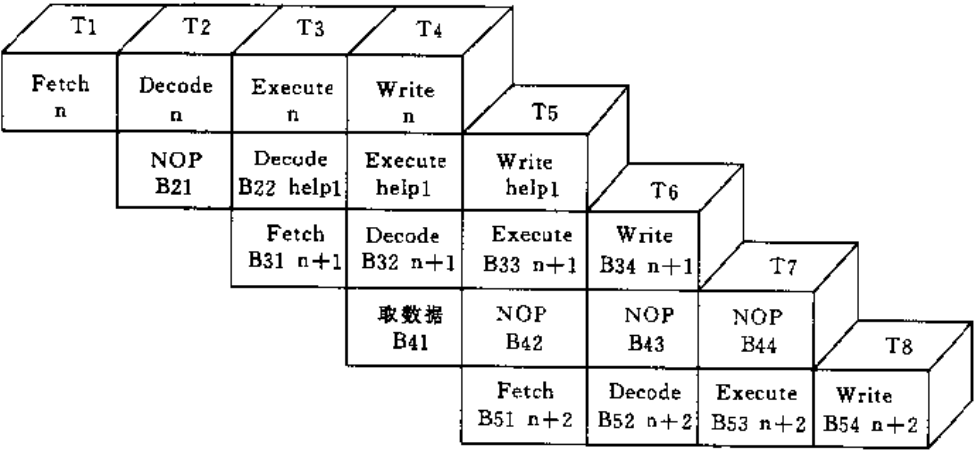 T1 T2 T3 T4
Fetch Decode Execute Write
n n n n
T5
NOP Decode Execute Write
B21 B22 help1 help1 help1
T6
Fetch Decode Execute Write
B31 n+1 B32 n+1 B33 n+1 B34 n+1
T7
取数据 NOP NOP NOP
B41 B42 B43 B44
T8
Fetch Decode Execute Write
B51 n+2 B52 n+2 B53 n+2 B54 n+2